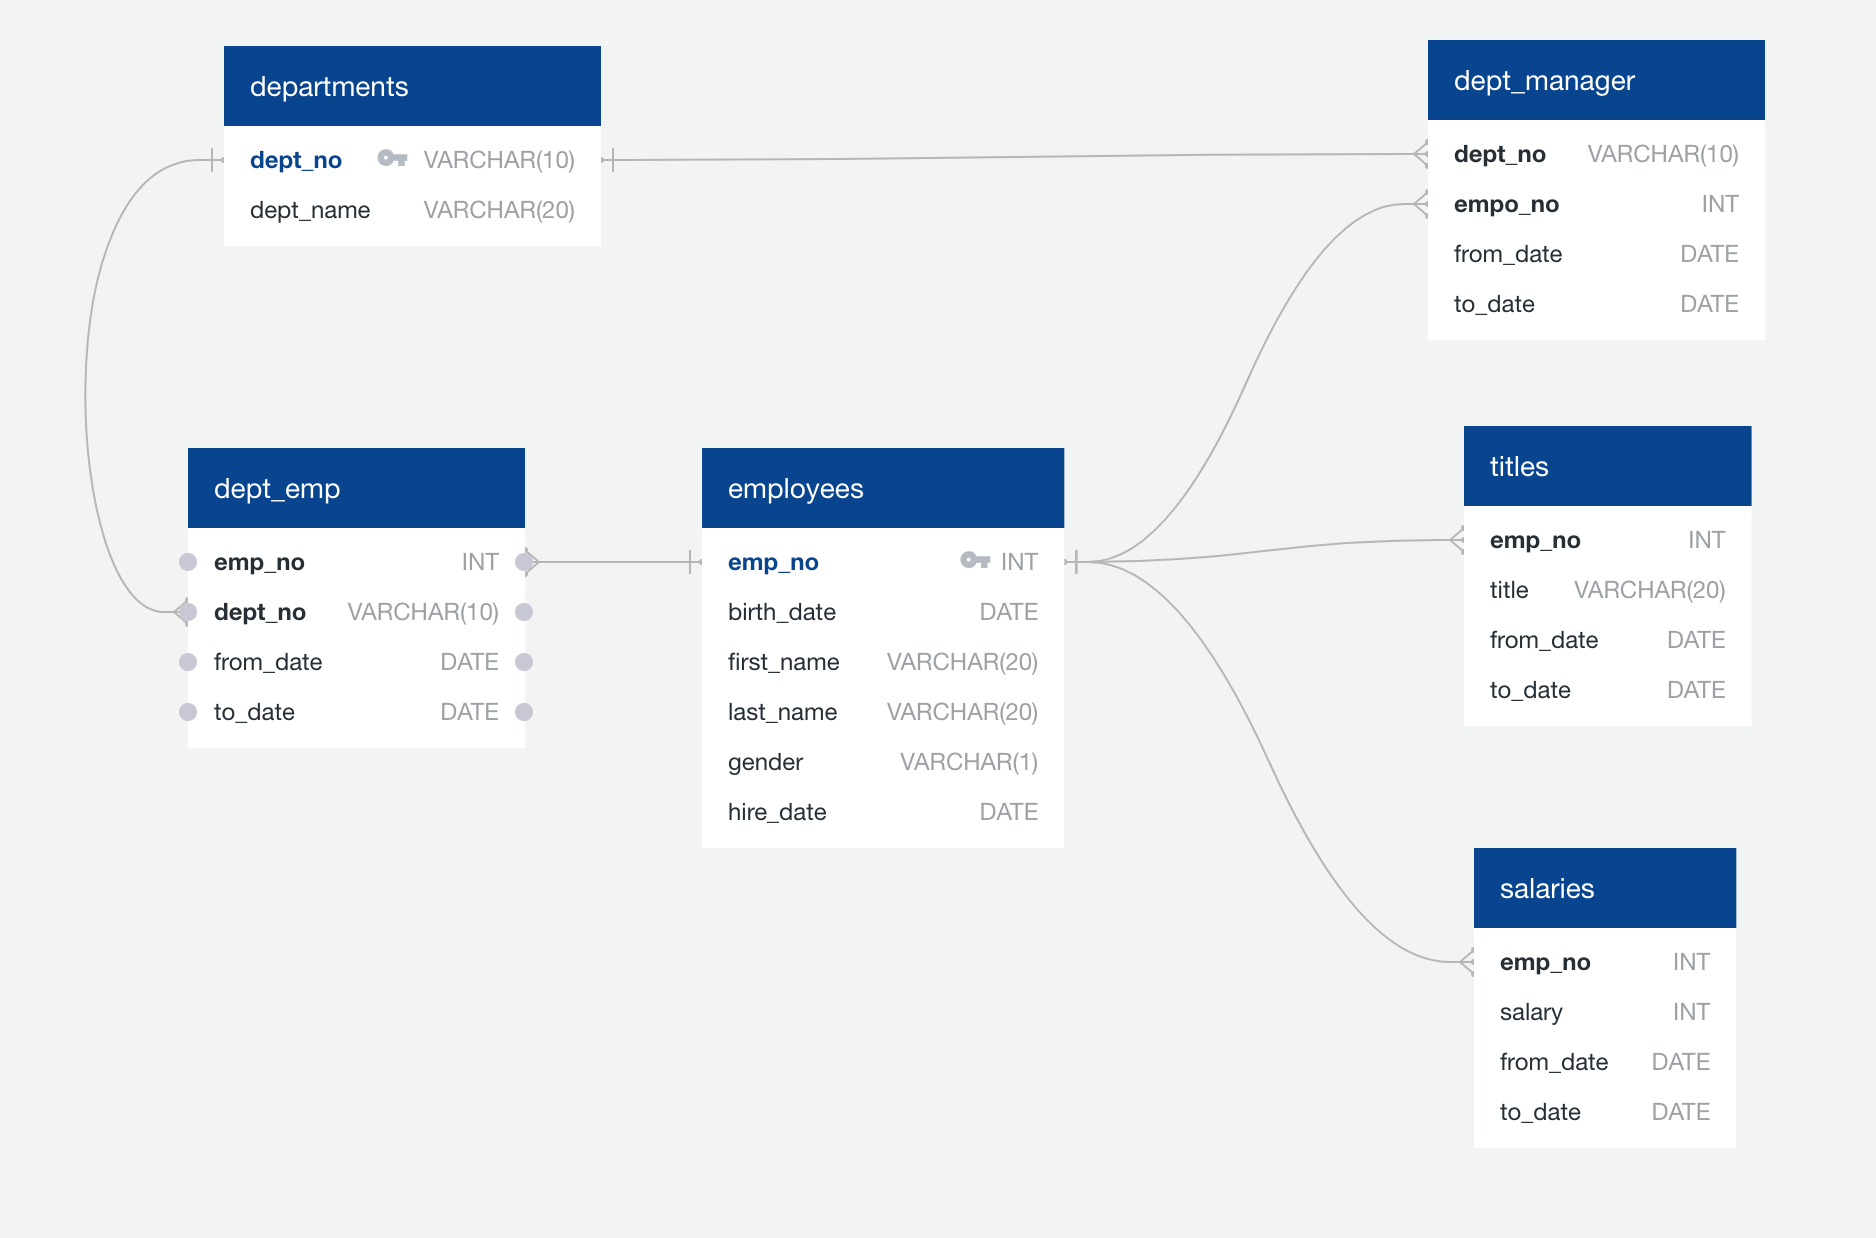 departments
dept_no VARCHAR(10)
dept_name VARCHAR(20)
dept_manager
dept_no VARCHAR(10)
empo_no INT
from_date DATE
to_date DATE
dept_emp
emp_no INT
dept_no VARCHAR(10)
from_date DATE
to_date DATE
employees
emp_no INT
birth_date DATE
first_name VARCHAR(20)
last_name VARCHAR(20)
gender VARCHAR(1)
hire_date DATE
titles
emp_no INT
title VARCHAR(20)
from_date DATE
to_date DATE
salaries
emp_no INT
salary INT
from_date DATE
to_date DATE